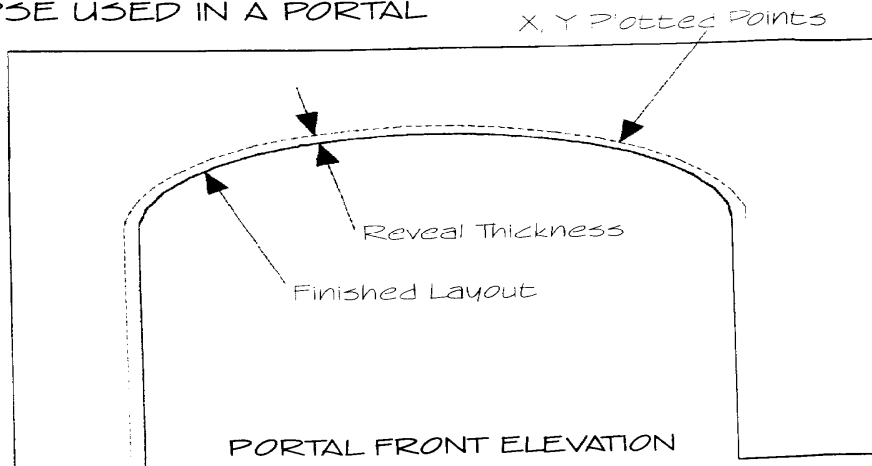 PSE USED IN A PORTAL
X, Y Plotted Points
Reveal Thickness
Finished Layout
PORTAL FRONT ELEVATION